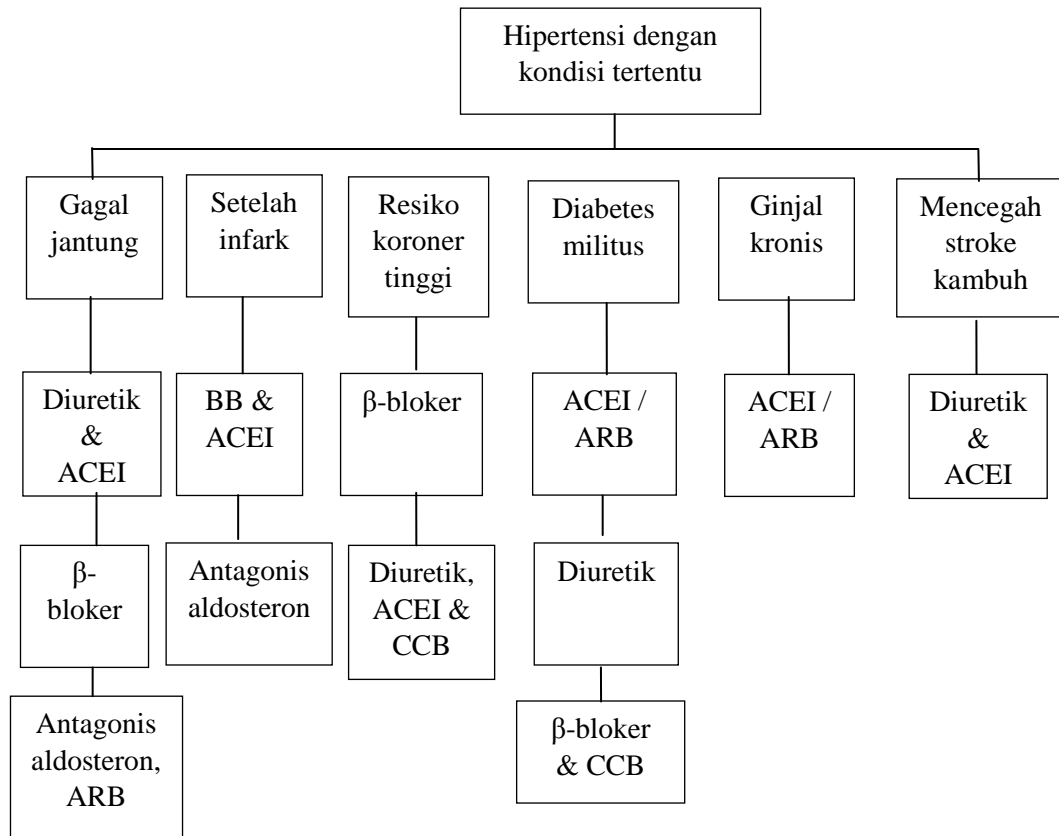 Hipertensi dengan
kondisi tertentu
Gagal
jantung
Setelah
infark
Resiko
koroner
tinggi
Diabetes
militus
Ginjal
kronis
Mencegah
stroke
kambuh
Diuretik
&
ACEI
BB &
ACEI
β-bloker
ACEI /
ARB
ACEI /
ARB
Diuretik
&
ACEI
β-
bloker
Antagonis
aldosteron
Diuretik,
ACEI &
CCB
Diuretik
Antagonis
aldosteron,
ARB
β-bloker
& CCB